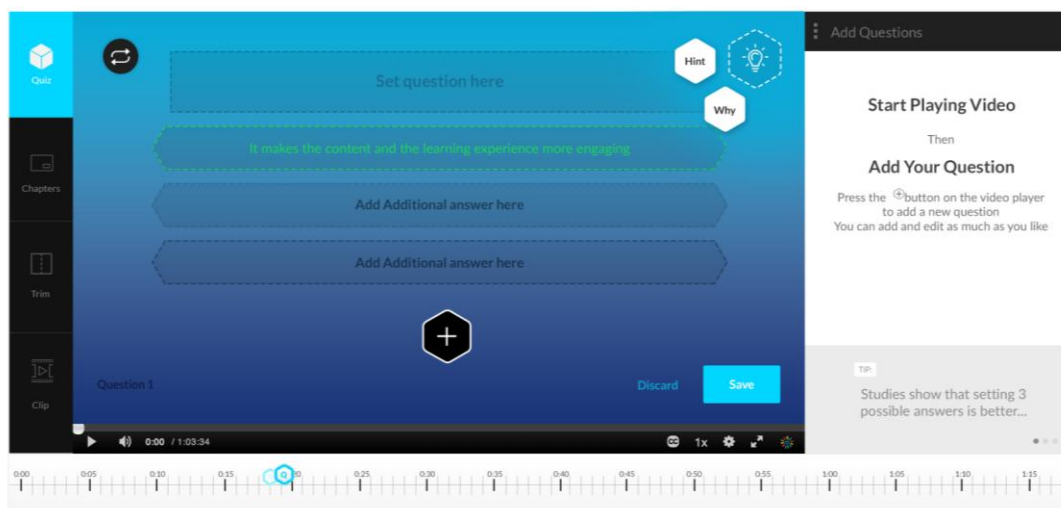 Quiz
Chapters
Trim
Clip
Set question here
Hint
Why
It makes the content and the learning experience more engaging
Add Additional answer here
Add Additional answer here
Question 1
Discard
Save
0:00 / 1:03:34
CC
1x
Add Questions
Start Playing Video
Then
Add Your Question
Press the button on the video player
to add a new question
You can add and edit as much as you like
TIP:
Studies show that setting 3
possible answers is better...
0:00 0:05 0:10 0:15 Q 0:25 0:30 0:35 0:40 0:45 0:50 0:55 1:00 1:05 1:10 1:15